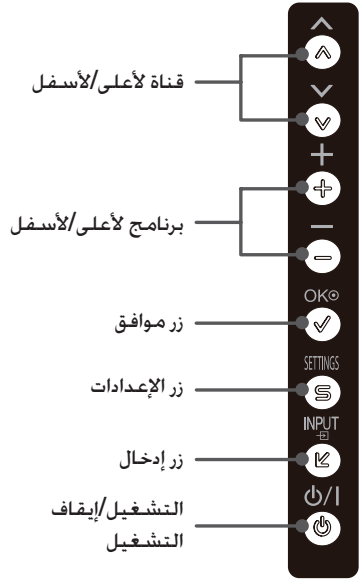 قناة لأعلى/لأسفل
برنامج لأعلى/لأسفل
OK
زر موافق
SETTINGS
زر الإعدادات
INPUT
زر إدخال
التشغيل/إيقاف
التشغيل